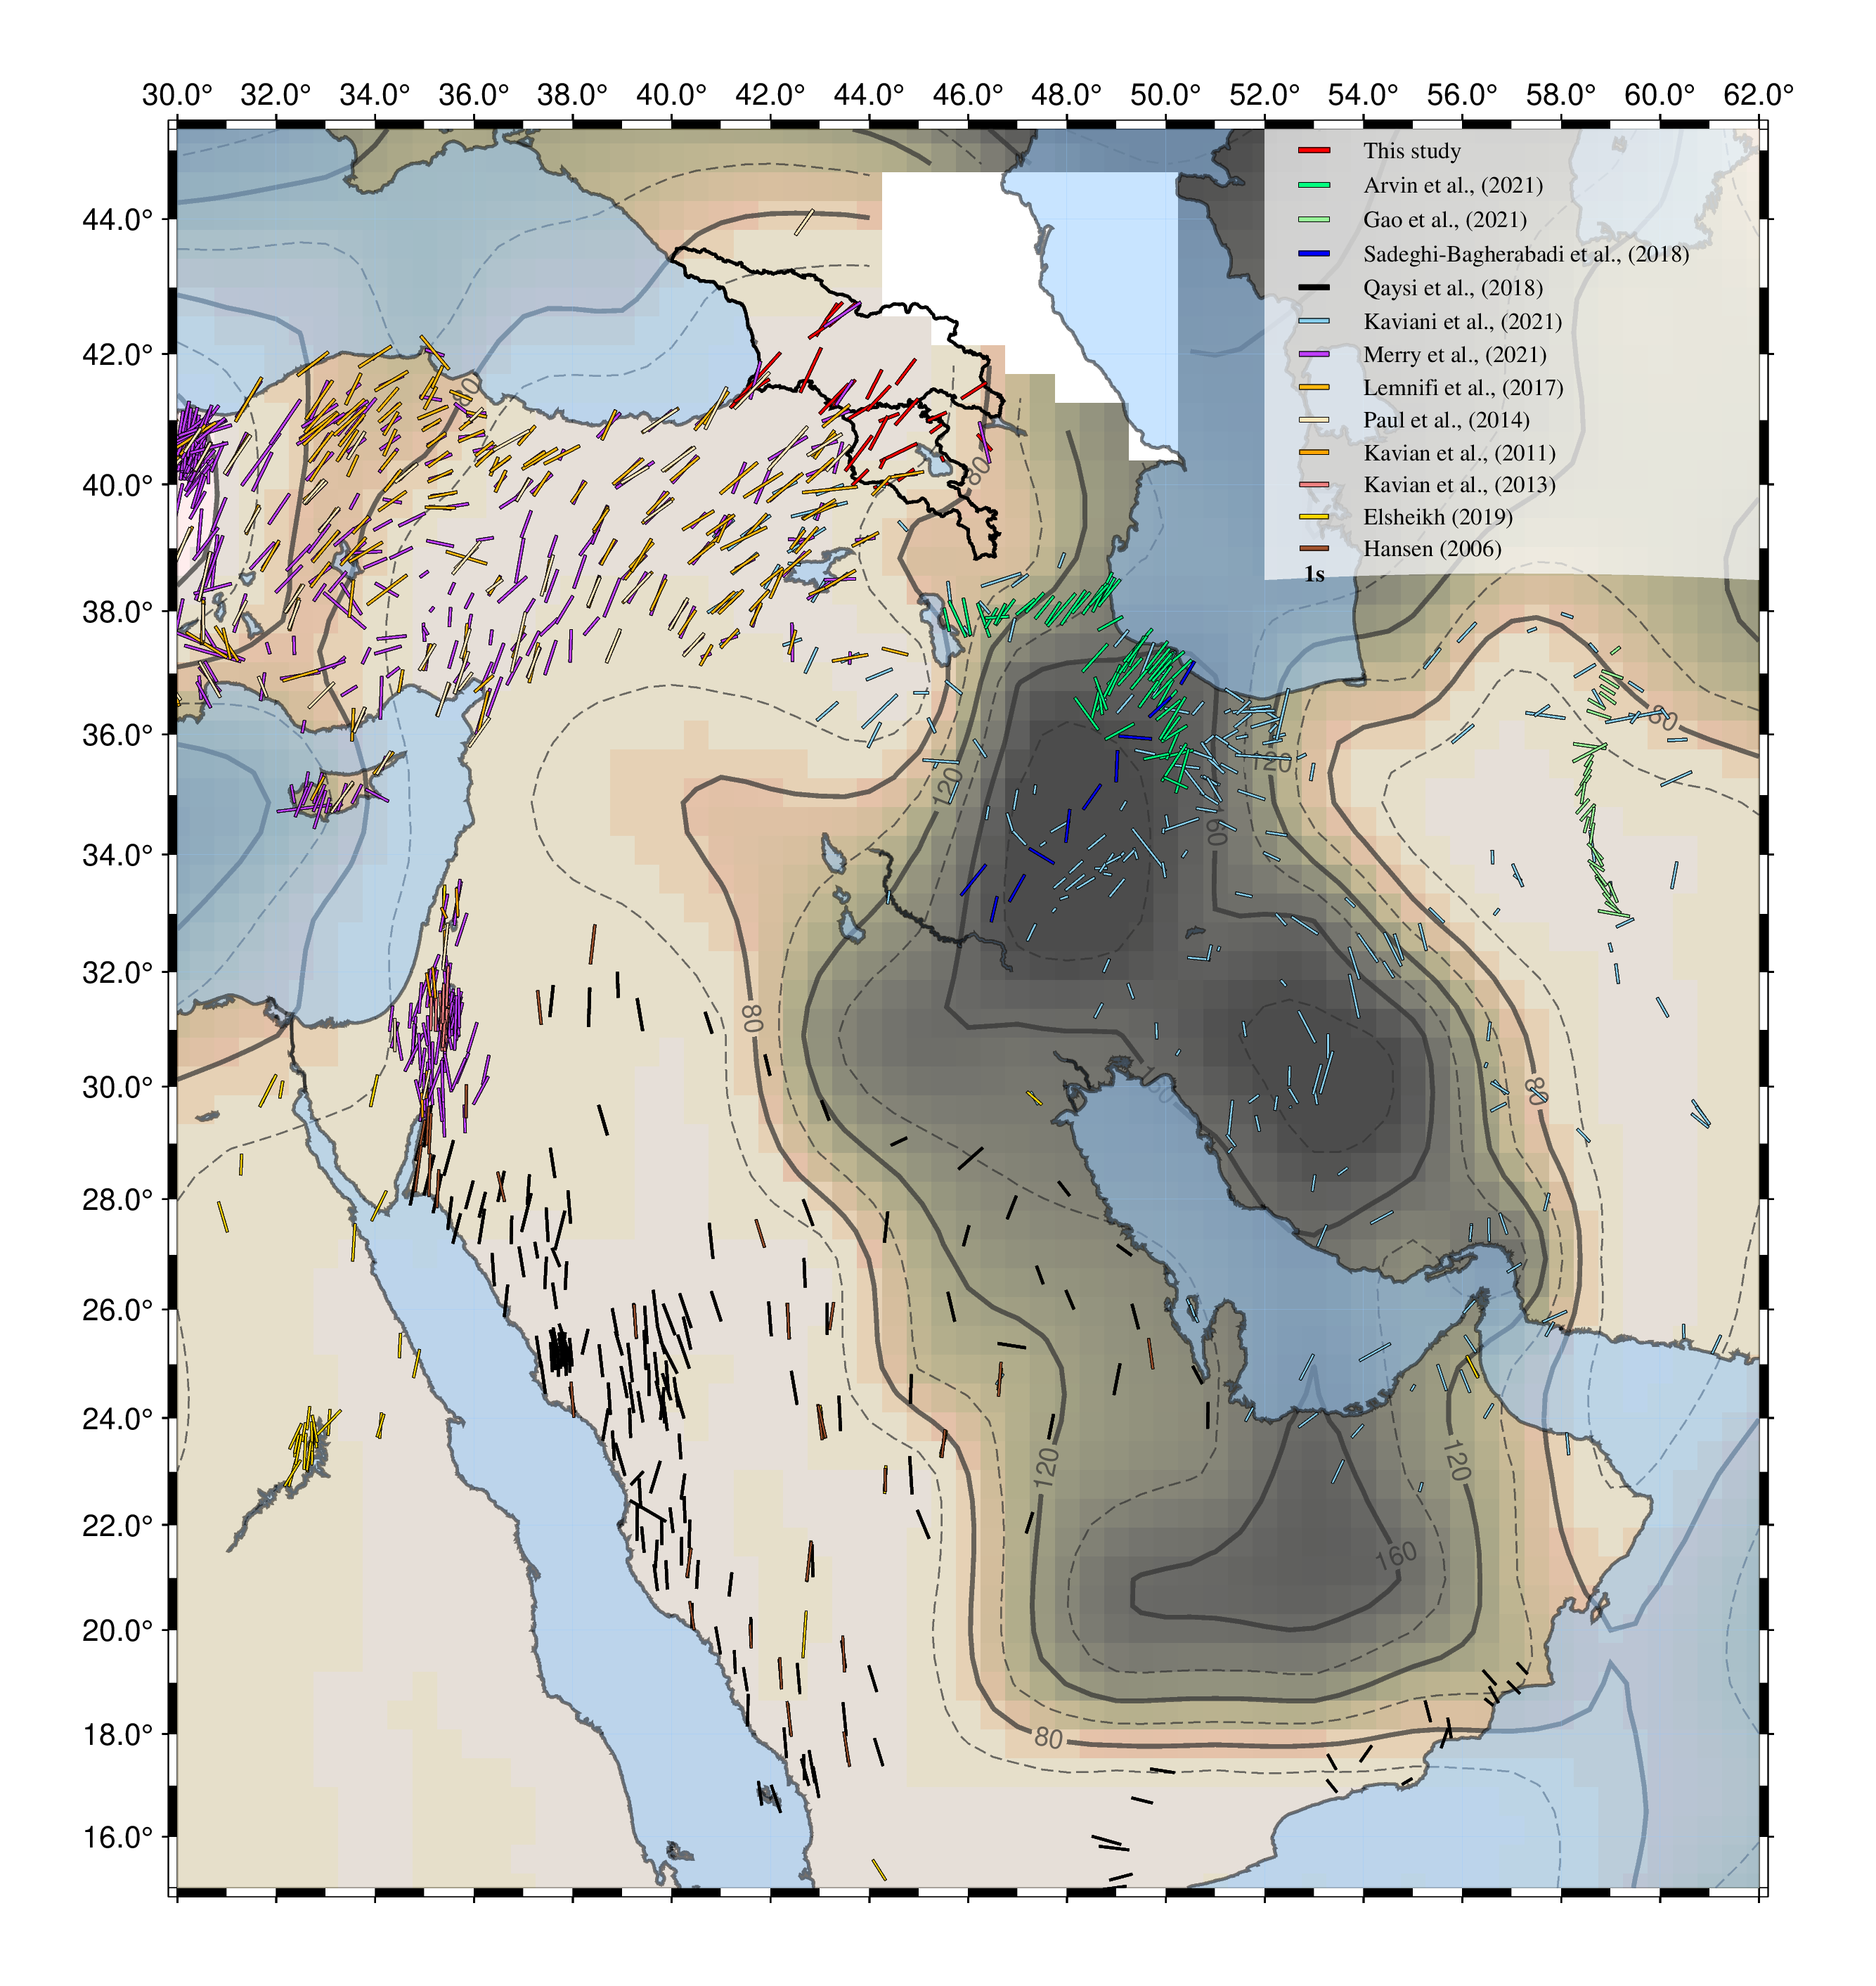 30.0° 32.0° 34.0° 36.0° 38.0° 40.0° 42.0° 44.0° 46.0° 48.0° 50.0° 52.0° 54.0° 56.0° 58.0° 60.0° 62.0°
This study
Arvin et al., (2021)
Gao et al., (2021)
Sadeghi-Bagherabadi et al., (2018)
Qaysi et al., (2018)
Kaviani et al., (2021)
Merry et al., (2021)
Lemnifi et al., (2017)
Paul et al., (2014)
Kavian et al., (2011)
Kavian et al., (2013)
Elsheikh (2019)
Hansen (2006)
1s
44.0°
42.0°
40.0°
38.0°
36.0°
34.0°
32.0°
30.0°
28.0°
26.0°
24.0°
22.0°
20.0°
18.0°
16.0°
80
80
120
120
80
80
120
120
160
80